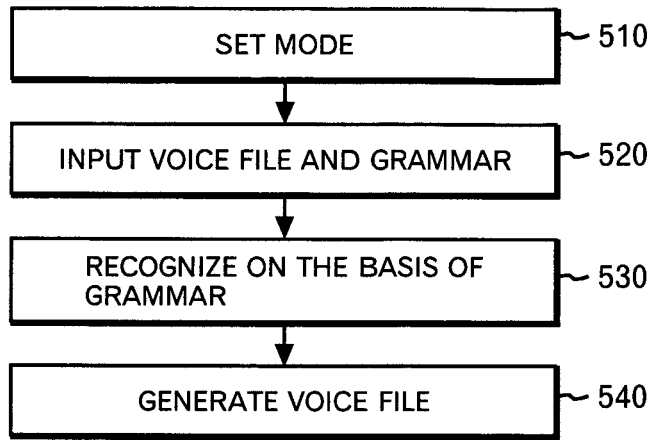 SET MODE
510
INPUT VOICE FILE AND GRAMMAR
520
RECOGNIZE ON THE BASIS OF
GRAMMAR
530
GENERATE VOICE FILE
540